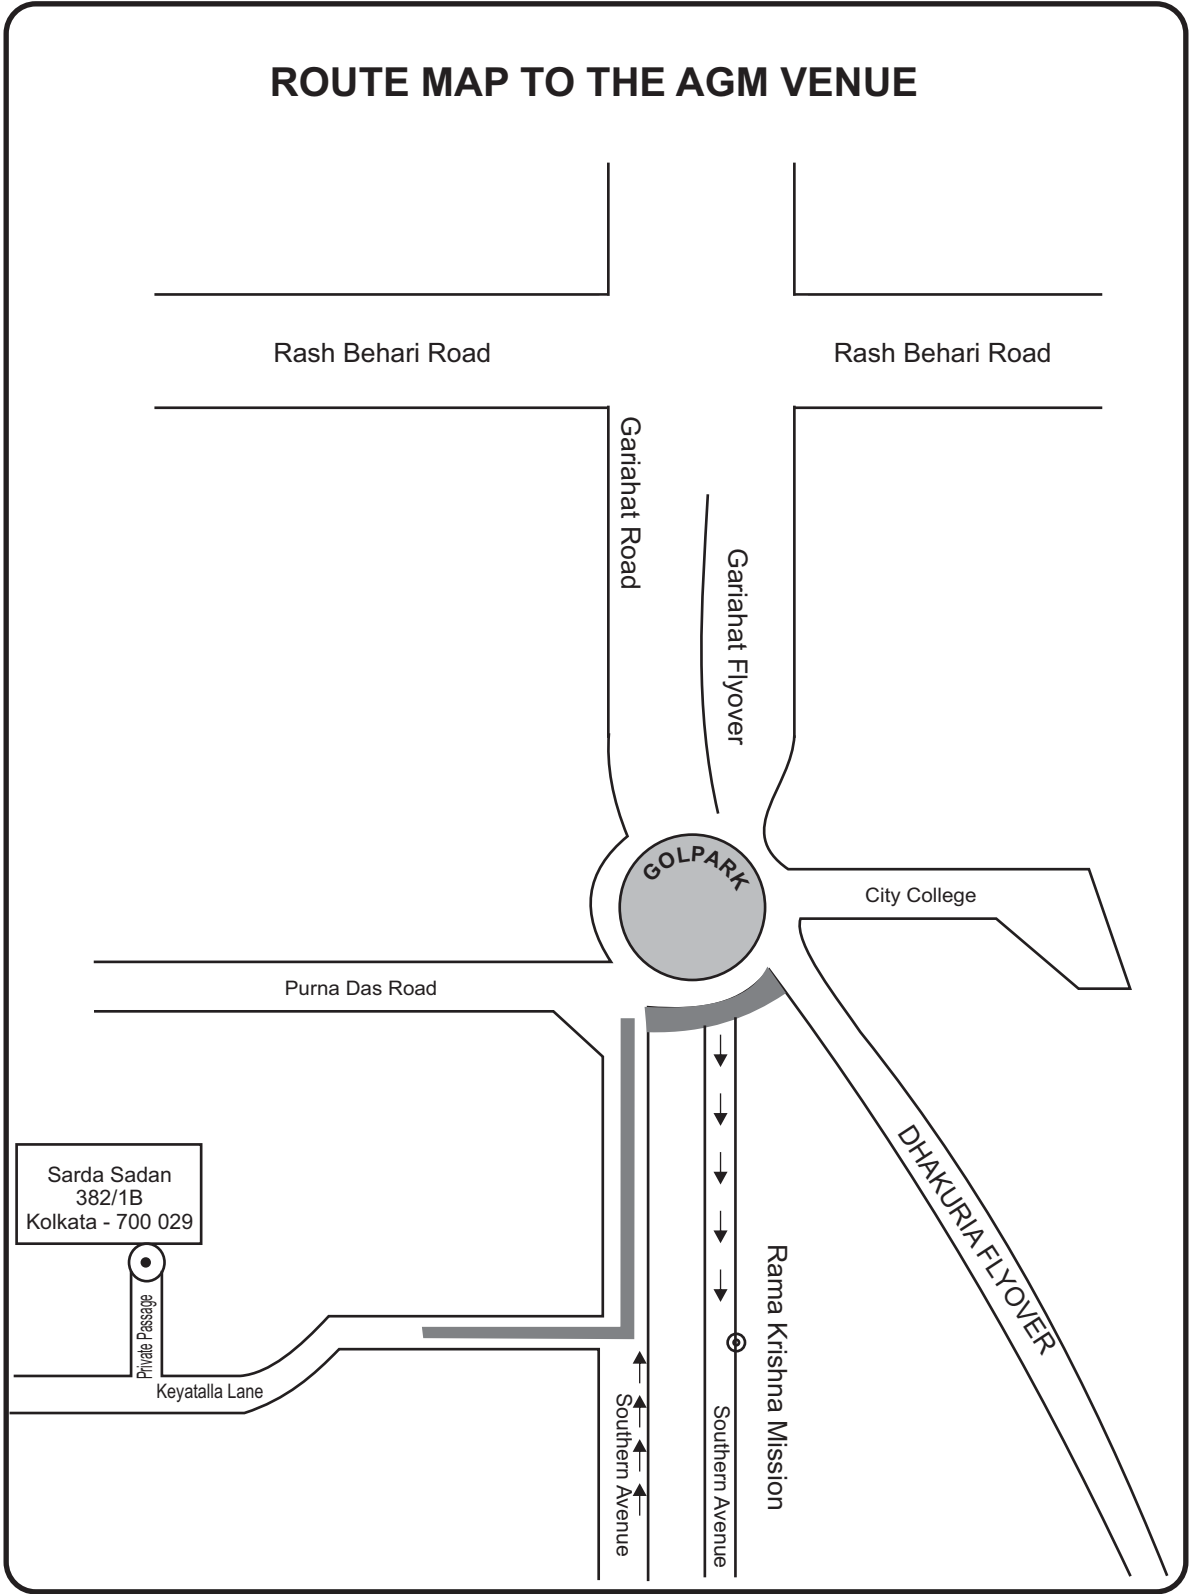 ROUTE MAP TO THE AGM VENUE
Rash Behari Road
Rash Behari Road
Gariahat Road
Gariahat Flyover
GOLPARK
City College
Purna Das Road
DHAKURIA FLYOVER
Sarda Sadan
382/1B
Kolkata - 700 029
Private Passage
Keyatalla Lane
Rama Krishna Mission
Southern Avenue
Southern Avenue